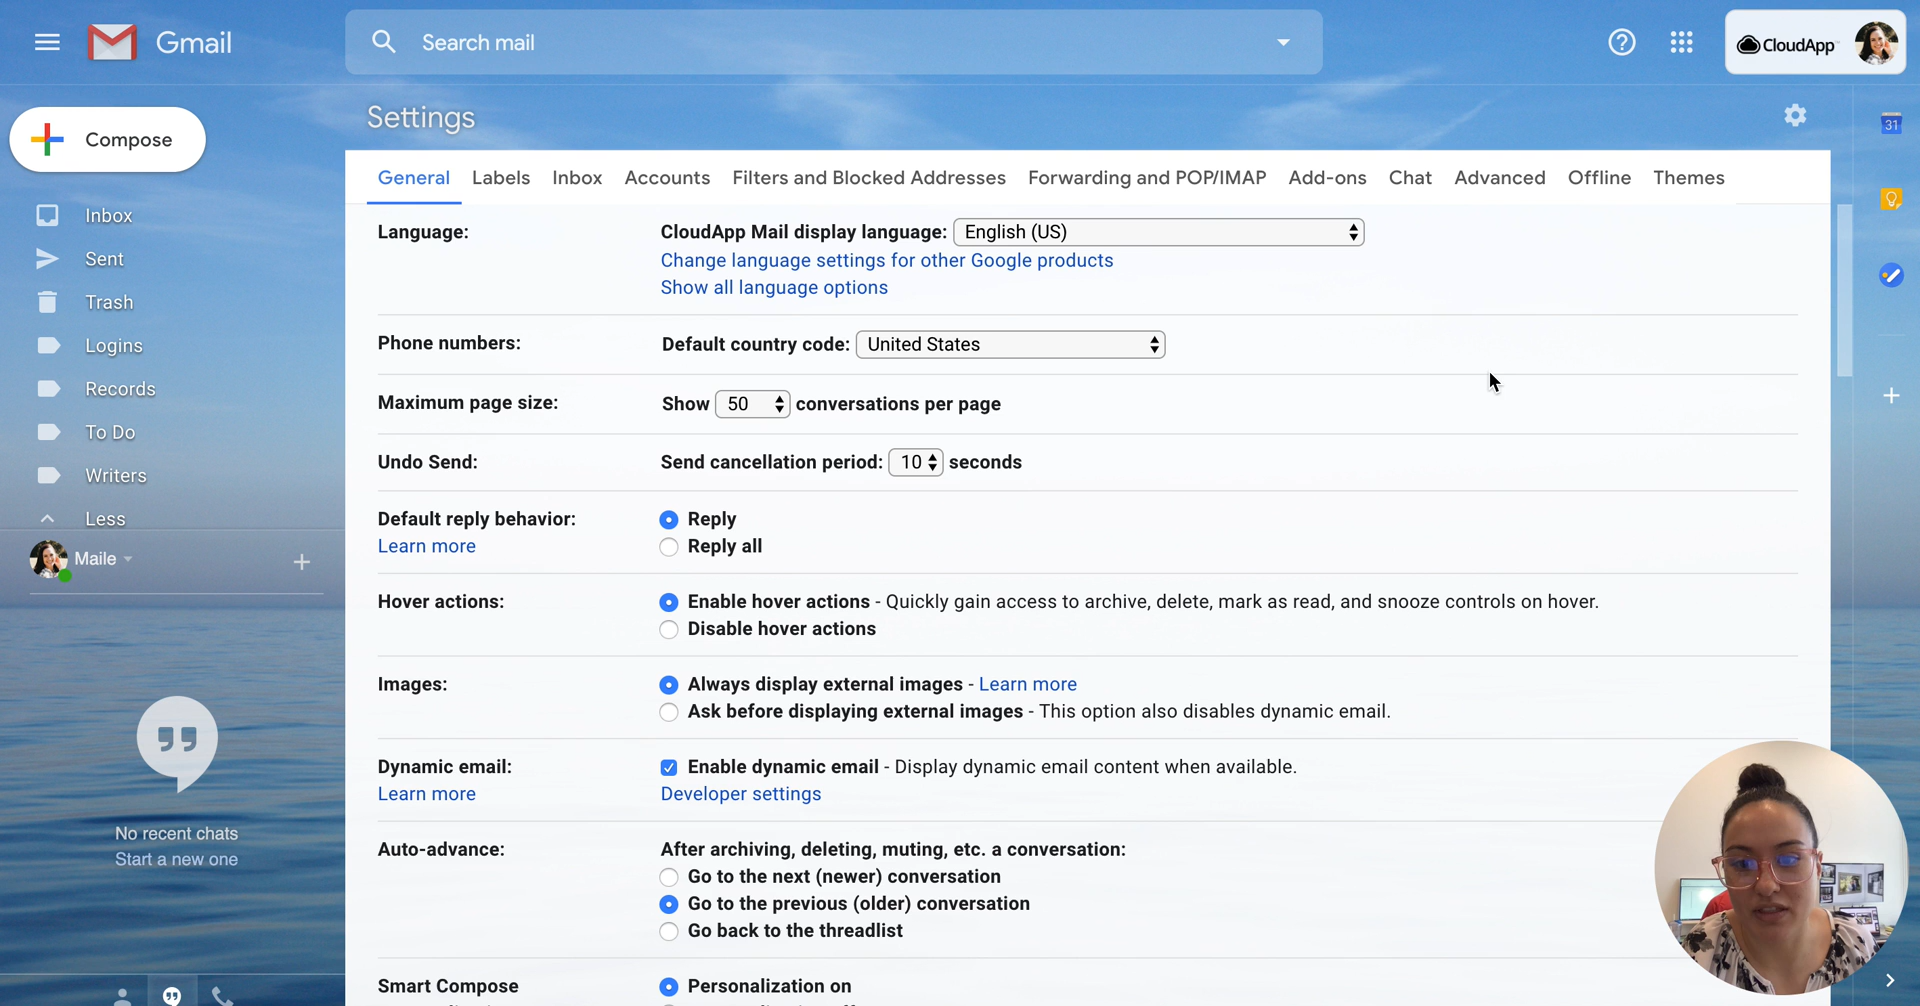 Gmail
Search mail
CloudApp
Compose
Inbox
Sent
Trash
Logins
Records
To Do
Writers
Less
Maile
No recent chats
Start a new one
Settings
31
General Labels Inbox Accounts Filters and Blocked Addresses Forwarding and POP/IMAP Add-ons Chat Advanced Offline Themes
Language: CloudApp Mail display language: English (US)
Change language settings for other Google products
Show all language options
Phone numbers: Default country code: United States
Maximum page size: Show 50 conversations per page
Undo Send: Send cancellation period: 10 seconds
Default reply behavior: Reply
Learn more Reply all
Hover actions: Enable hover actions - Quickly gain access to archive, delete, mark as read, and snooze controls on hover.
Disable hover actions
Images: Always display external images - Learn more
Ask before displaying external images - This option also disables dynamic email.
Dynamic email: Enable dynamic email - Display dynamic email content when available.
Learn more Developer settings
Auto-advance: After archiving, deleting, muting, etc. a conversation:
Go to the next (newer) conversation
Go to the previous (older) conversation
Go back to the threadlist
Smart Compose Personalization on